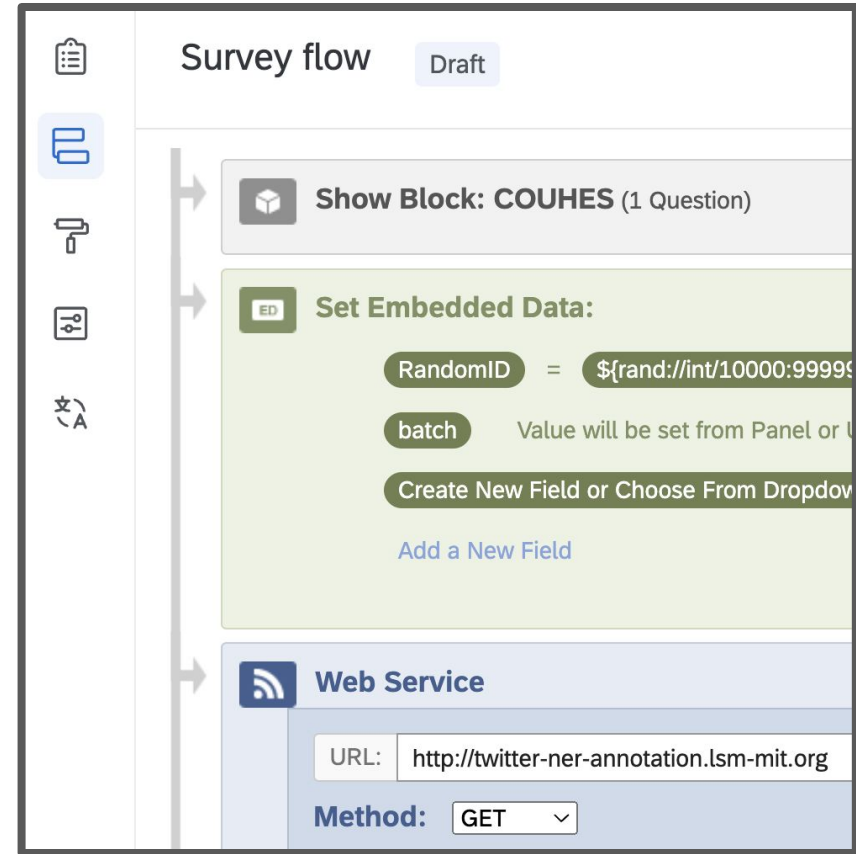 Survey flow Draft
Show Block: COUHES (1 Question)
ED Set Embedded Data:
RandomID = ${rand://int/10000:99999
batch Value will be set from Panel or
Create New Field or Choose From
Add a New Field
Web Service
URL: http://twitter-ner-annotation.lsm-mit.org
Method: GET
文 A